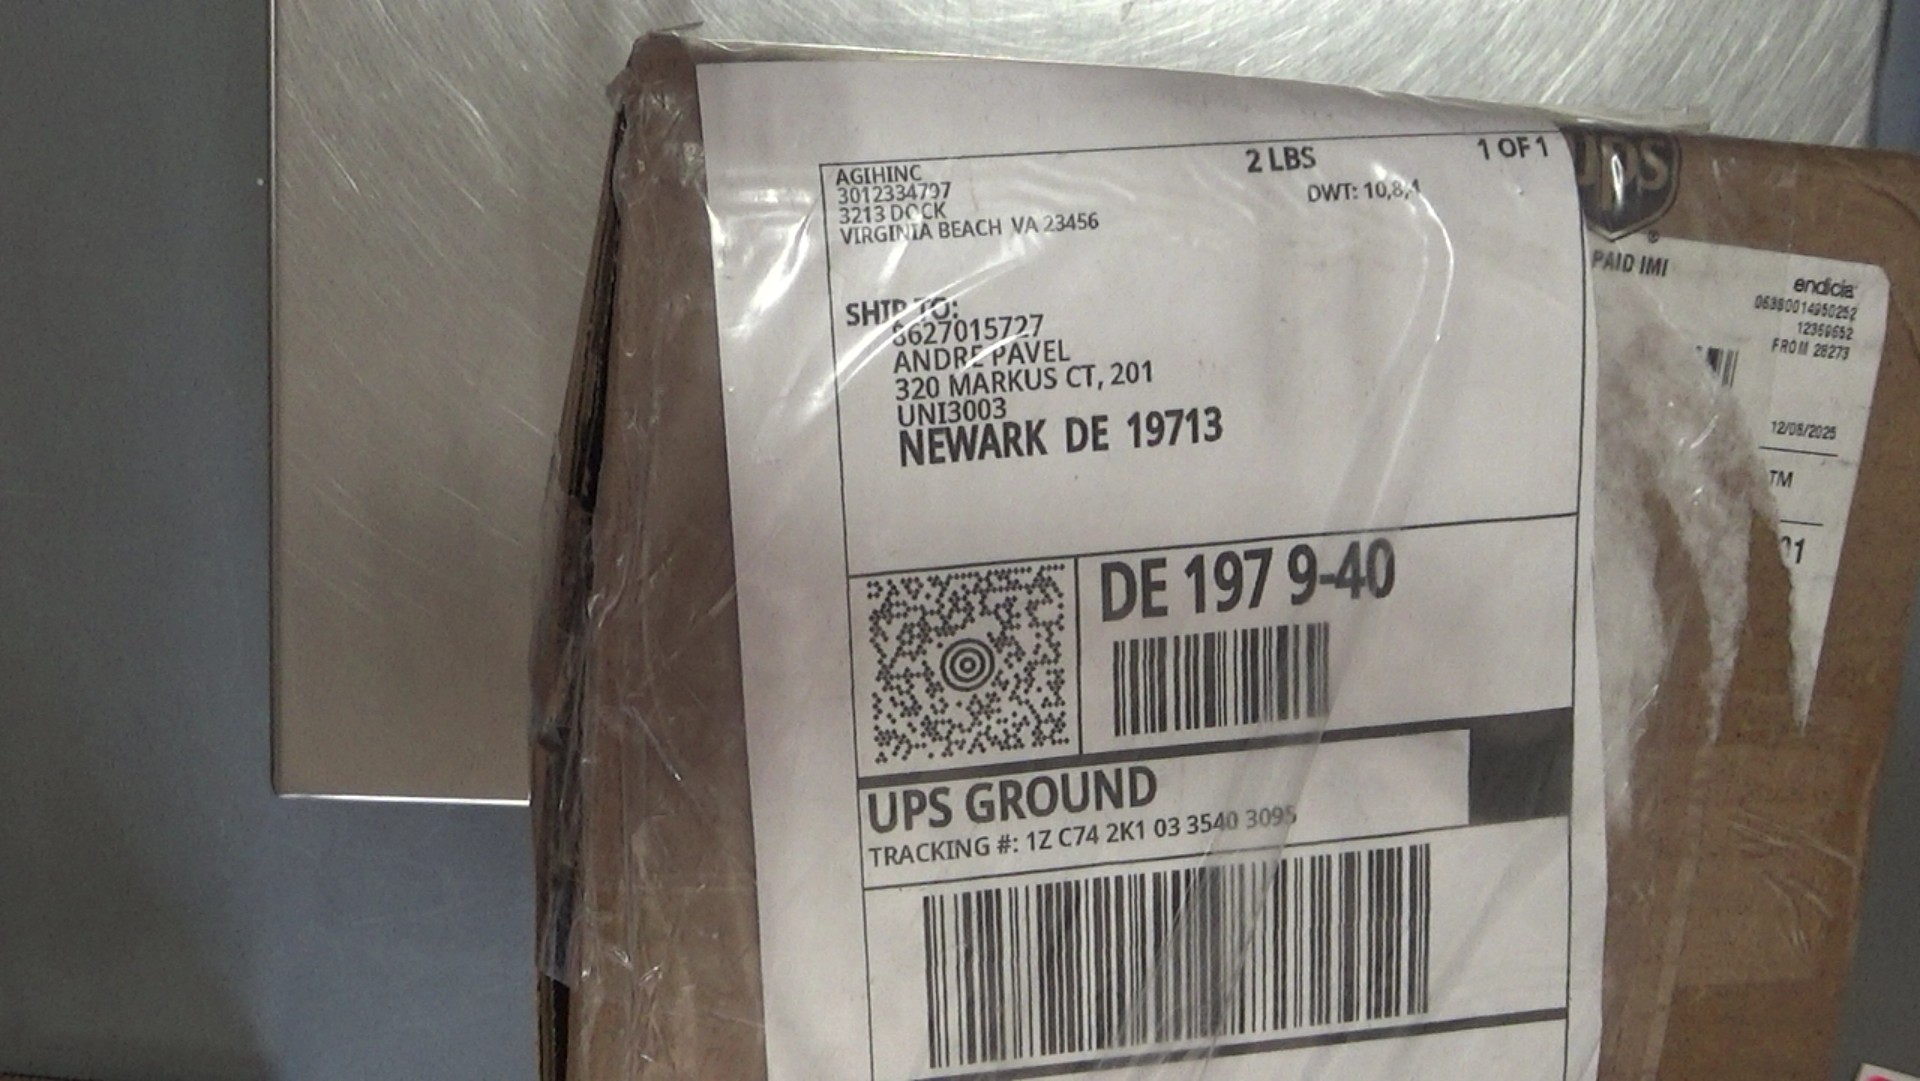 AGIHINC
3012334797
3213 DOCK
VIRGINIA BEACH VA 23456
2 LBS
1 OF 1
DWT: 10,8,4
SHIP TO:
8627015727
ANDRE PAVEL
320 MARKUS CT, 201
UNI3003
NEWARK DE 19713
DE 197 9-40
UPS GROUND
TRACKING #: 1Z C74 2K1 03 3540 3095
ups
PAID IMI
endicia
12369652
FROM 28273
12/08/2025
TM